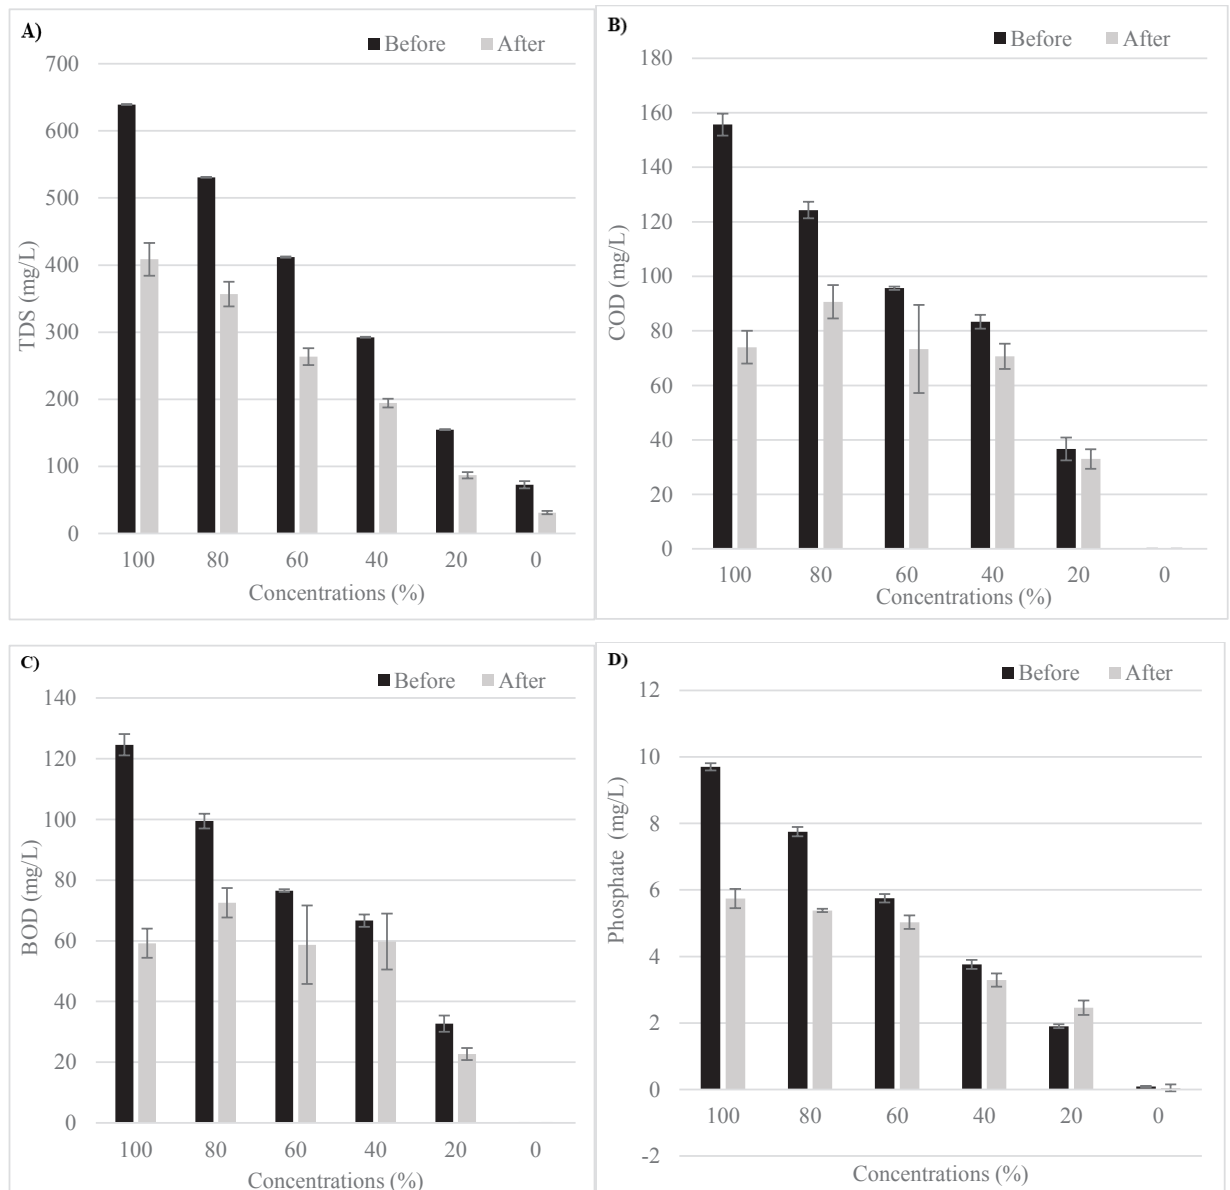 A)
Before After
TDS (mg/L)
700
600
500
400
300
200
100
0
100 80 60 40 20 0
Concentrations (%)
B)
Before After
COD (mg/L)
180
160
140
120
100
80
60
40
20
0
100 80 60 40 20 0
Concentrations (%)
C)
Before After
BOD (mg/L)
140
120
100
80
60
40
20
0
100 80 60 40 20 0
Concentrations (%)
D)
Before After
Phosphate (mg/L)
12
10
8
6
4
2
0
-2
100 80 60 40 20 0
Concentrations (%)